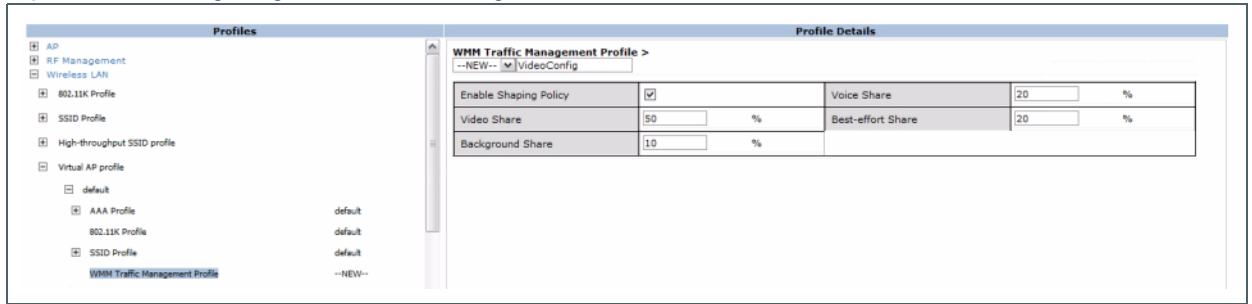 Profiles
Profile Details
AP
RF Management
Wireless LAN
802.11K Profile
SSID Profile
High-throughput SSID profile
Virtual AP profile
default
AAA Profile default
802.11K Profile default
SSID Profile default
WMM Traffic Management Profile --NEW--
WMM Traffic Management Profile >
--NEW-- VideoConfig
Enable Shaping Policy Voice Share 20 %
Video Share 50 % Best-effort Share 20 %
Background Share 10 %